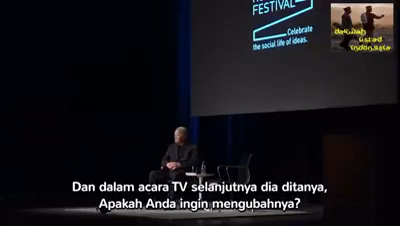 FESTIVAL
Celebrate
the social life of ideas.
dakwah
ustad
indonesia
Dan dalam acara TV selanjutnya dia ditanya,
Apakah Anda ingin mengubahnya?